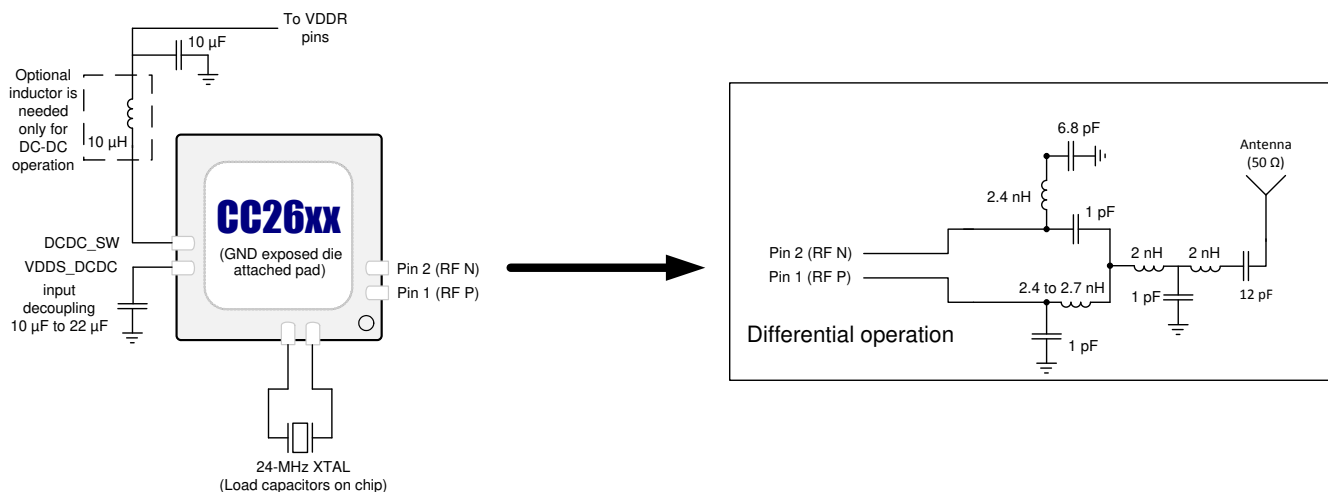 To VDDR
pins
10 µF
Optional
inductor is
needed
only for
DC-DC
operation
10 µH
CC26xx
(GND exposed die
attached pad)
DCDC_SW
VDDS_DCDC
input
decoupling
10 µF to 22 µF
Pin 2 (RF N)
Pin 1 (RF P)
24-MHz XTAL
(Load capacitors on chip)
6.8 pF
Antenna
(50 Ω)
2.4 nH
1 pF
Pin 2 (RF N)
Pin 1 (RF P)
2 nH
2 nH
2.4 to 2.7 nH
1 pF
12 pF
Differential operation
1 pF